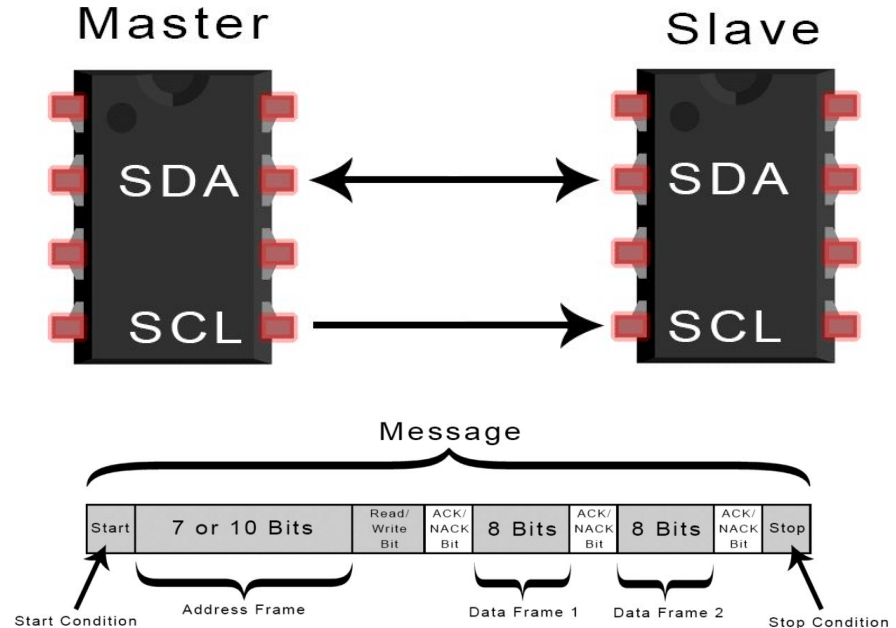 Master
Slave
SDA
SDA
SCL
SCL
Message
Start
7 or 10 Bits
Read/
Write
Bit
ACK/
NACK
Bit
8 Bits
ACK/
NACK
Bit
8 Bits
ACK/
NACK
Bit
Stop
Start Condition
Address Frame
Data Frame 1
Data Frame 2
Stop Condition